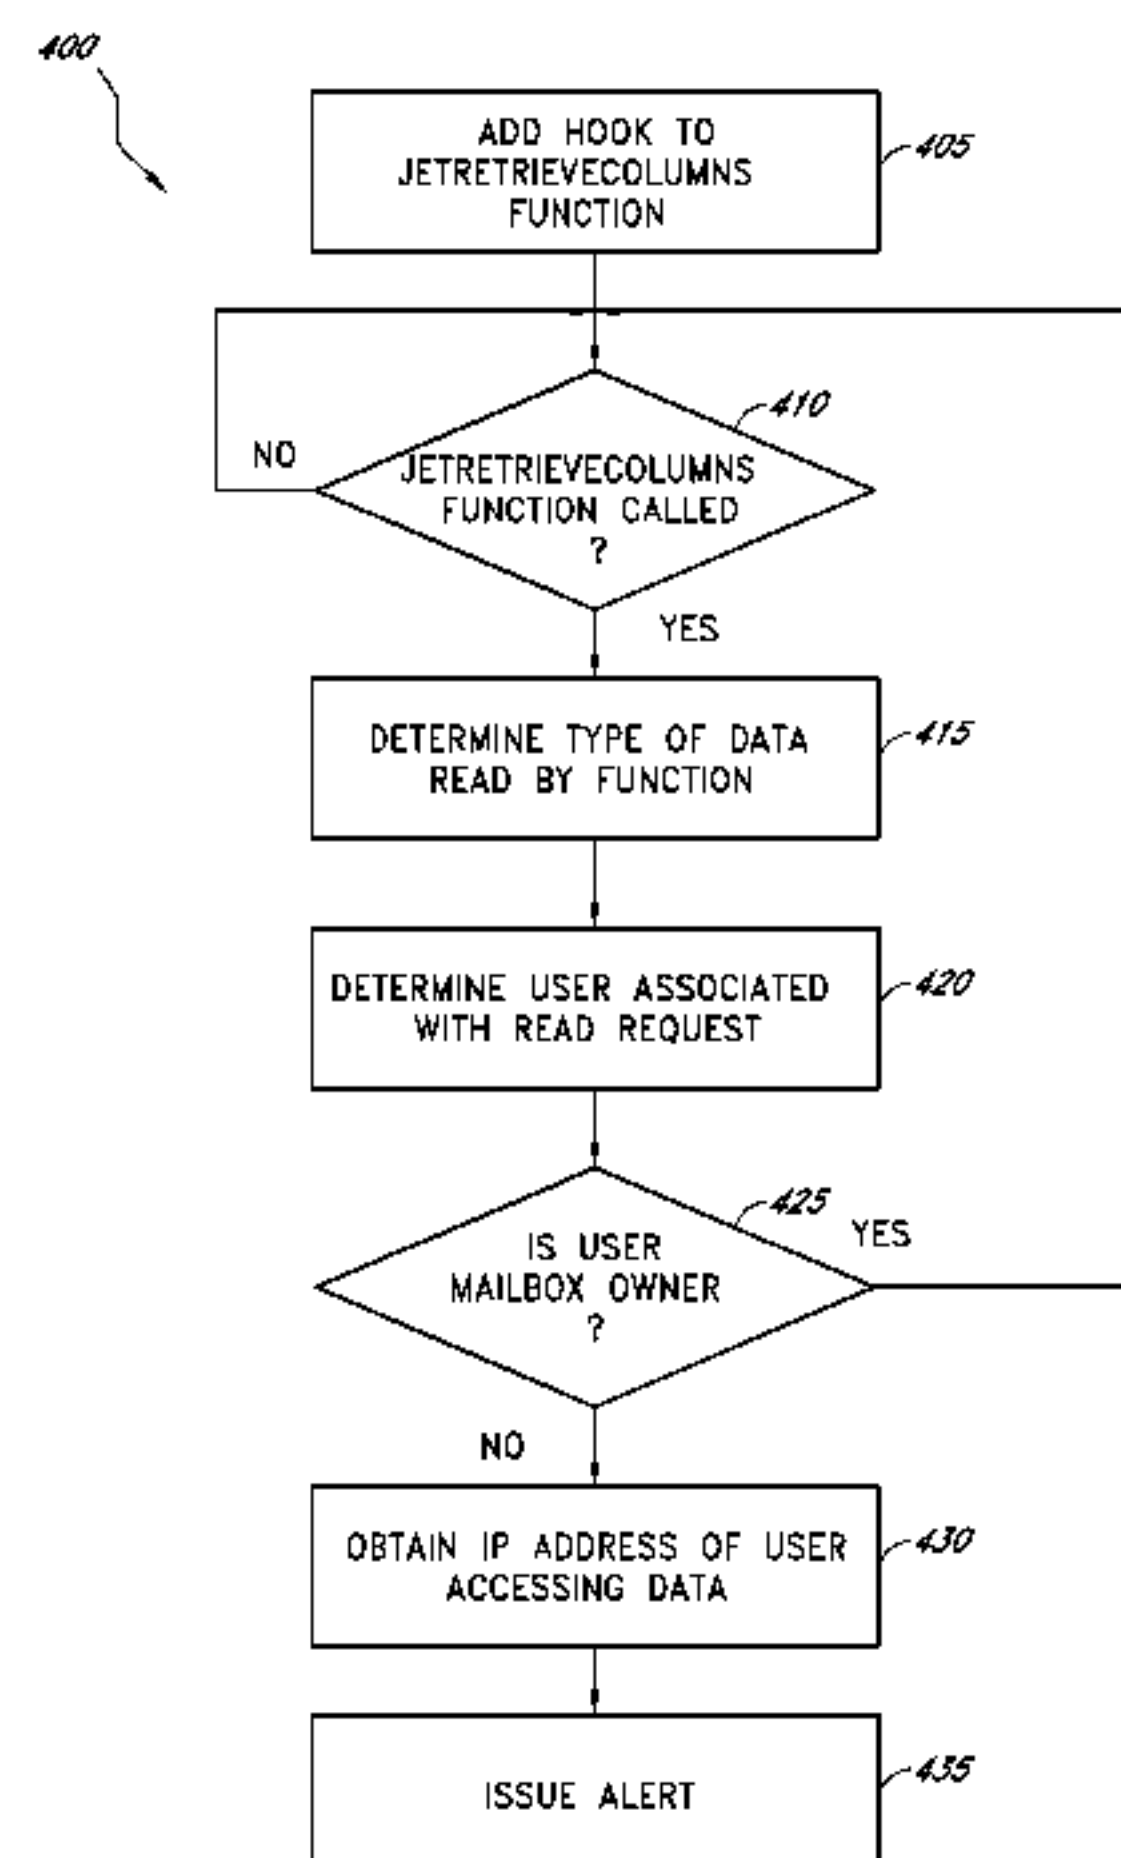 400
ADD HOOK TO
JETRETRIEVECOLUMNS
FUNCTION
405
410
NO
JETRETRIEVECOLUMNS
FUNCTION CALLED
?
YES
DETERMINE TYPE OF DATA
READ BY FUNCTION
415
DETERMINE USER ASSOCIATED
WITH READ REQUEST
420
425
YES
IS USER
MAILBOX OWNER
?
NO
OBTAIN IP ADDRESS OF USER
ACCESSING DATA
430
ISSUE ALERT
435